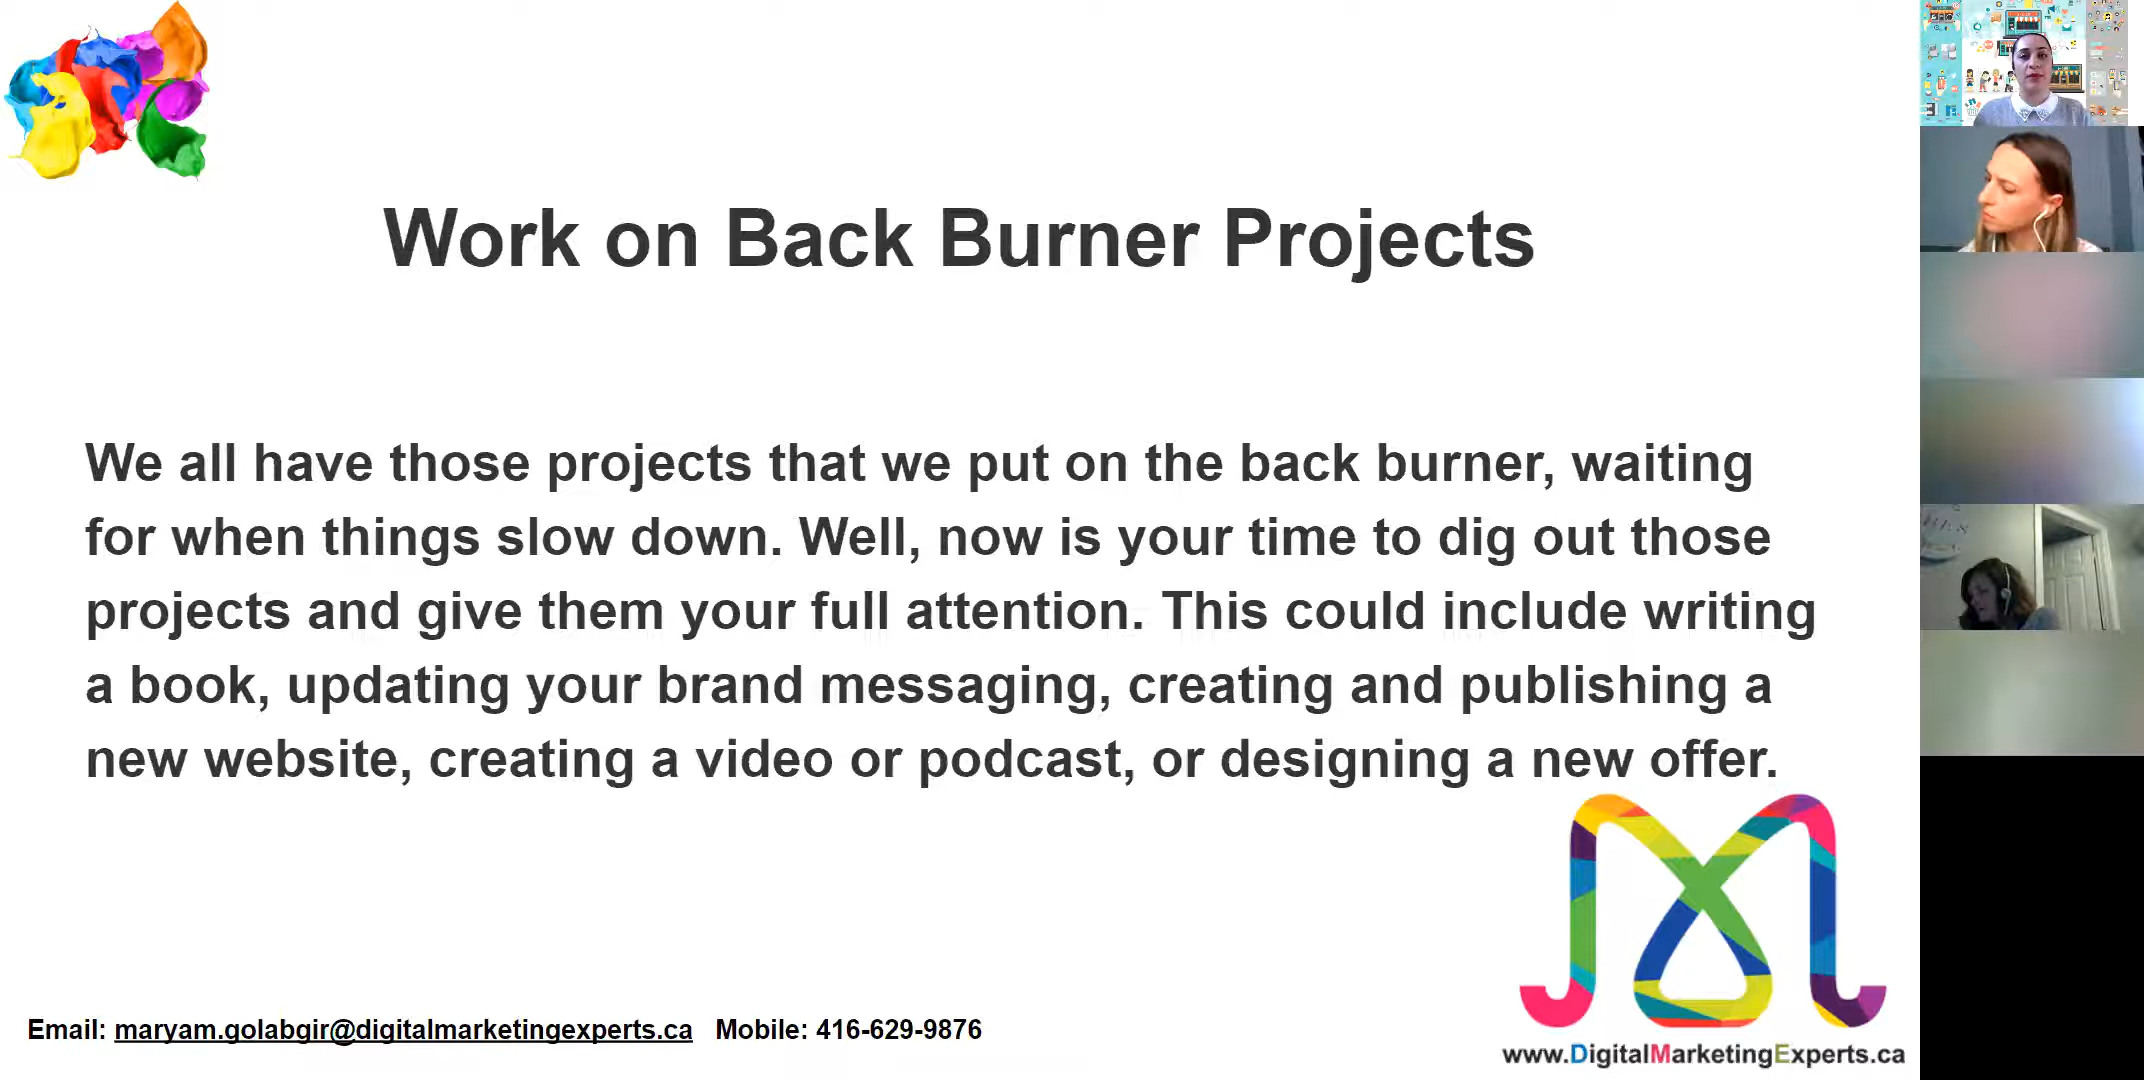 Work on Back Burner Projects
We all have those projects that we put on the back burner, waiting
for when things slow down. Well, now is your time to dig out those
projects and give them your full attention. This could include writing
a book, updating your brand messaging, creating and publishing a
new website, creating a video or podcast, or designing a new offer.
Email: maryam.golabgir@digitalmarketingexperts.ca Mobile: 416-629-9876
www.DigitalMarketingExperts.ca